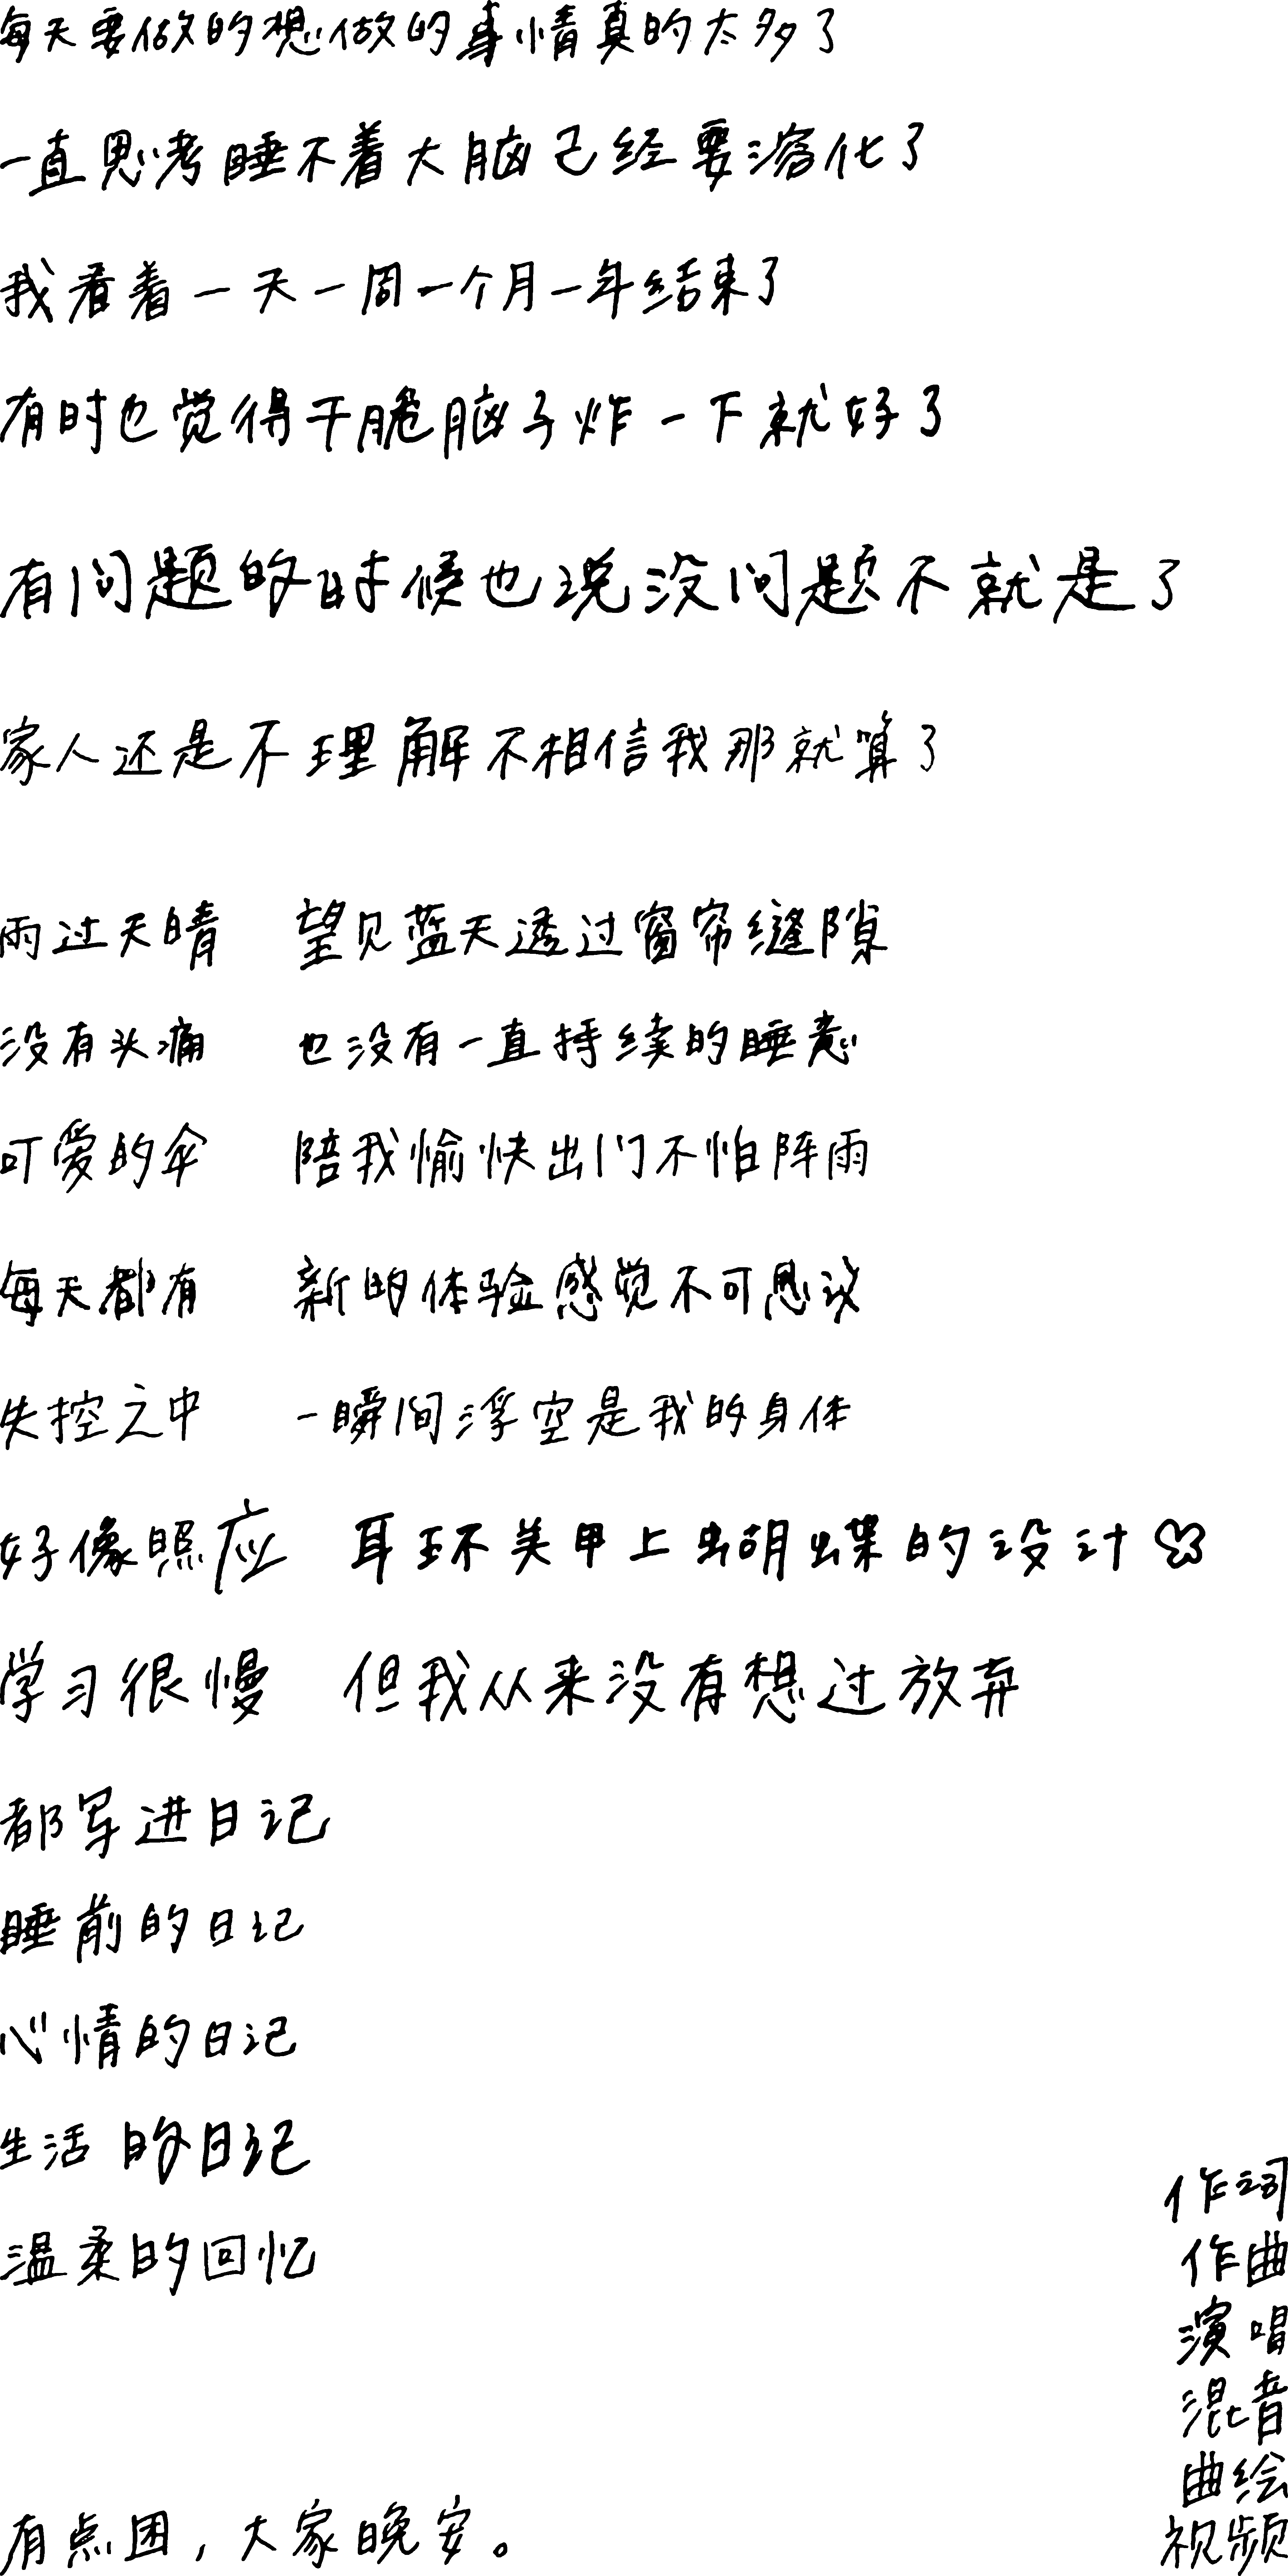 每天要做的想做的事情真的太多了
一直思考睡不着大脑已经要溶化了
我看着一天一周一个月一年结束了
有时也觉得干脆脑子炸一下就好了
有问题的时候也说没问题不就是了
家人还是不理解不相信我那就算了
雨过天晴 望见蓝天透过窗帘缝隙
没有头痛 也没有一直持续的睡意
可爱的伞 陪我愉快出门不怕阵雨
每天都有 新的体验感觉不可思议
失控之中 一瞬间浮空是我的身体
好像照应 耳环美甲上蝴蝶的设计
学习很慢 但我从来没有想过放弃
都写进日记
睡前的日记
心情的日记
生活的日记
温柔的回忆
作词
作曲
演唱
混音
曲绘
视频
有点困,大家晚安。